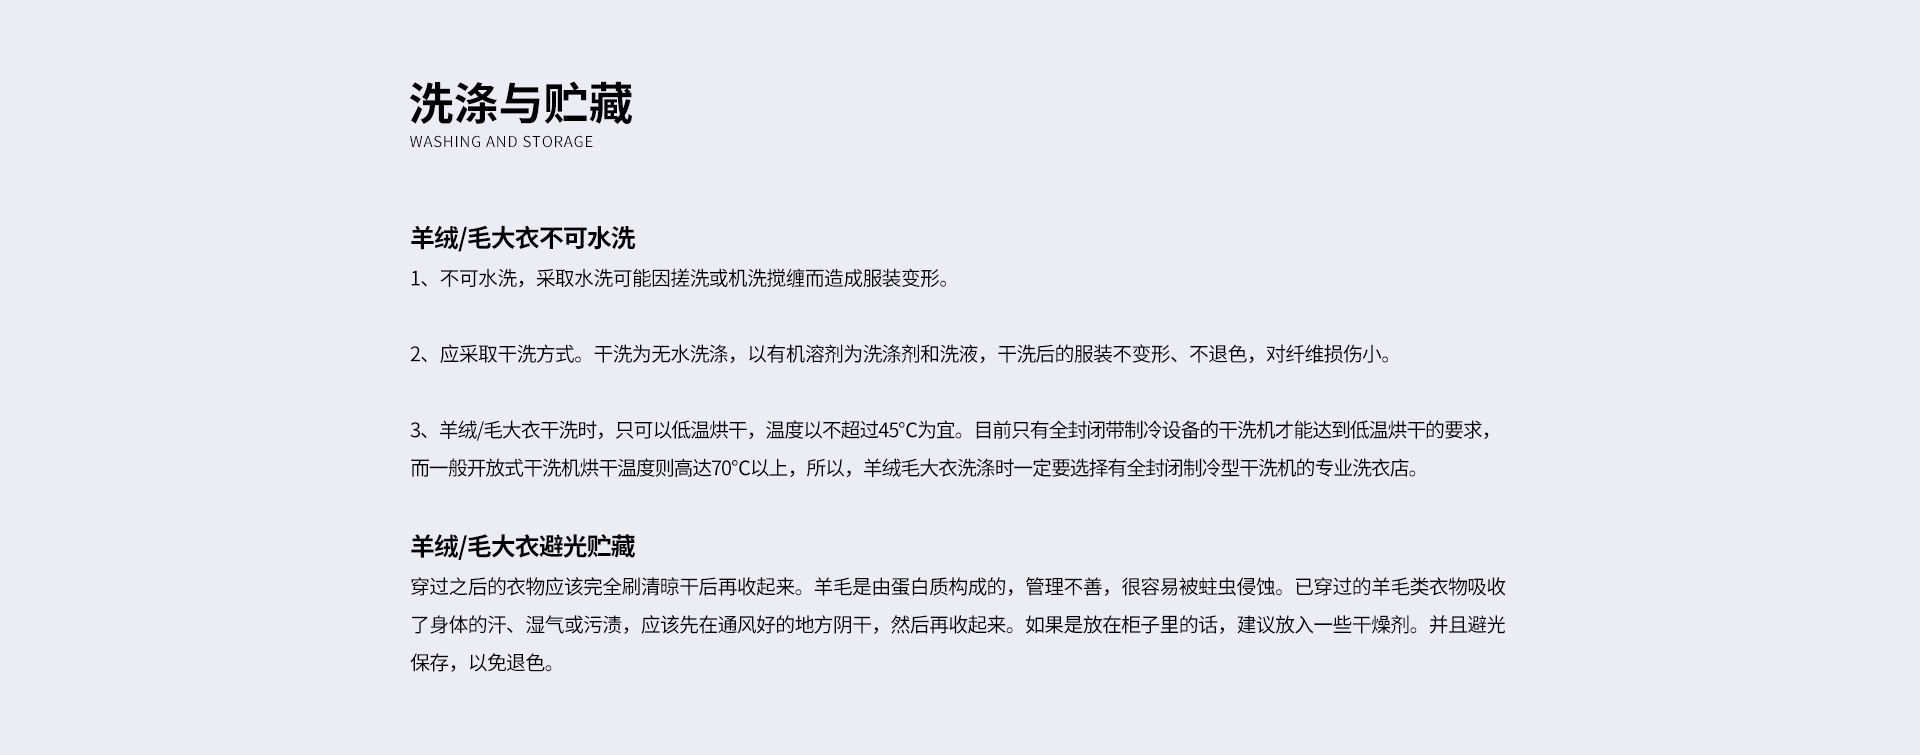 洗涤与贮藏
WASHING AND STORAGE
羊绒/毛大衣不可水洗
1、不可水洗，采取水洗可能因搓洗或机洗搅缠而造成服装变形。
2、应采取干洗方式。干洗为无水洗涤，以有机溶剂为洗涤剂和洗液，干洗后的服装不变形、不退色，对纤维损伤小。
3、羊绒/毛大衣干洗时，只可以低温烘干，温度以不超过45°C为宜。目前只有全封闭带制冷设备的干洗机才能达到低温烘干的要求，
而一般开放式干洗机烘干温度则高达70°C以上，所以，羊绒毛大衣洗涤时一定要选择有全封闭制冷型干洗机的专业洗衣店。
羊绒/毛大衣避光贮藏
穿过之后的衣物应该完全刷清晾干后再收起来。羊毛是由蛋白质构成的，管理不善，很容易被蛀虫侵蚀。已穿过的羊毛类衣物吸收
了身体的汗、湿气或污渍，应该先在通风好的地方阴干，然后再收起来。如果是放在柜子里的话，建议放入一些干燥剂。并且避光
保存，以免退色。